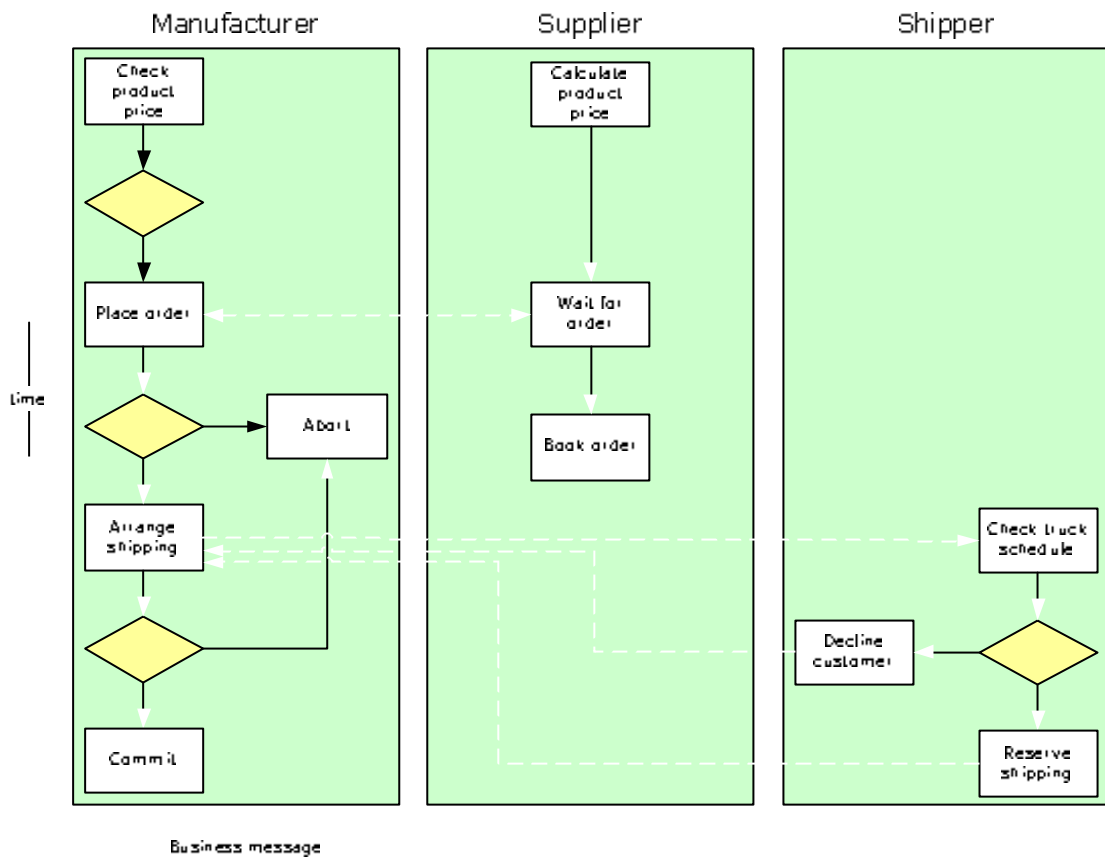 Manufacturer
Supplier
Shipper
Check
product
price
Calculate
product
price
Place order
Wait for
order
time
Abort
Book order
Arrange
shipping
Check truck
schedule
Decline
customer
Commit
Reserve
shipping
Business message